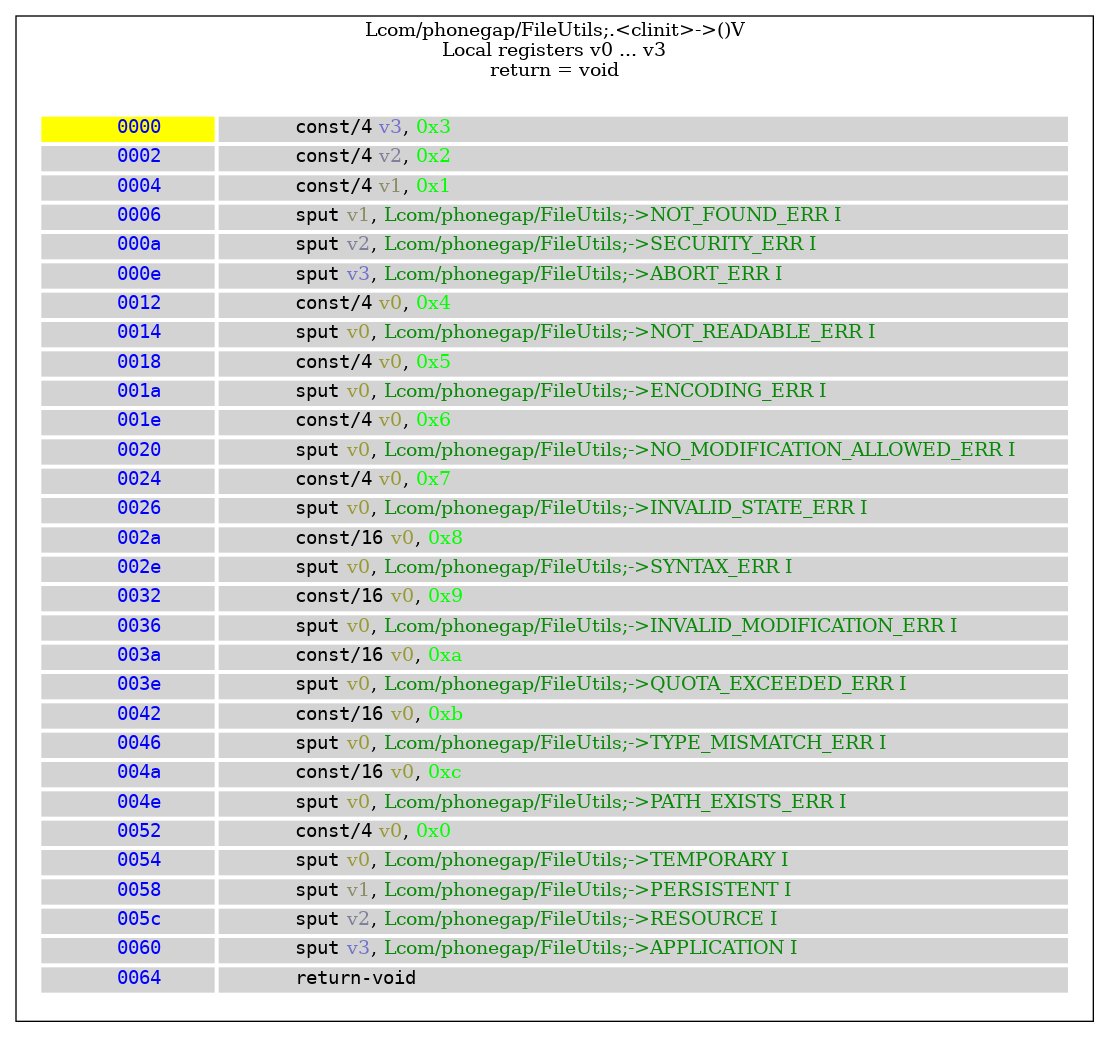 Lcom/phonegap/FileUtils;.<clinit>->()V
Local registers v0 ... v3
return = void
0000 const/4 v3, 0x3
0002 const/4 v2, 0x2
0004 const/4 v1, 0x1
0006 sput v1, Lcom/phonegap/FileUtils;->NOT_FOUND_ERR I
000a sput v2, Lcom/phonegap/FileUtils;->SECURITY_ERR I
000e sput v3, Lcom/phonegap/FileUtils;->ABORT_ERR I
0012 const/4 v0, 0x4
0014 sput v0, Lcom/phonegap/FileUtils;->NOT_READABLE_ERR I
0018 const/4 v0, 0x5
001a sput v0, Lcom/phonegap/FileUtils;->ENCODING_ERR I
001e const/4 v0, 0x6
0020 sput v0, Lcom/phonegap/FileUtils;->NO_MODIFICATION_ALLOWED_ERR I
0024 const/4 v0, 0x7
0026 sput v0, Lcom/phonegap/FileUtils;->INVALID_STATE_ERR I
002a const/16 v0, 0x8
002e sput v0, Lcom/phonegap/FileUtils;->SYNTAX_ERR I
0032 const/16 v0, 0x9
0036 sput v0, Lcom/phonegap/FileUtils;->INVALID_MODIFICATION_ERR I
003a const/16 v0, 0xa
003e sput v0, Lcom/phonegap/FileUtils;->QUOTA_EXCEEDED_ERR I
0042 const/16 v0, 0xb
0046 sput v0, Lcom/phonegap/FileUtils;->TYPE_MISMATCH_ERR I
004a const/16 v0, 0xc
004e sput v0, Lcom/phonegap/FileUtils;->PATH_EXISTS_ERR I
0052 const/4 v0, 0x0
0054 sput v0, Lcom/phonegap/FileUtils;->TEMPORARY I
0058 sput v1, Lcom/phonegap/FileUtils;->PERSISTENT I
005c sput v2, Lcom/phonegap/FileUtils;->RESOURCE I
0060 sput v3, Lcom/phonegap/FileUtils;->APPLICATION I
0064 return-void